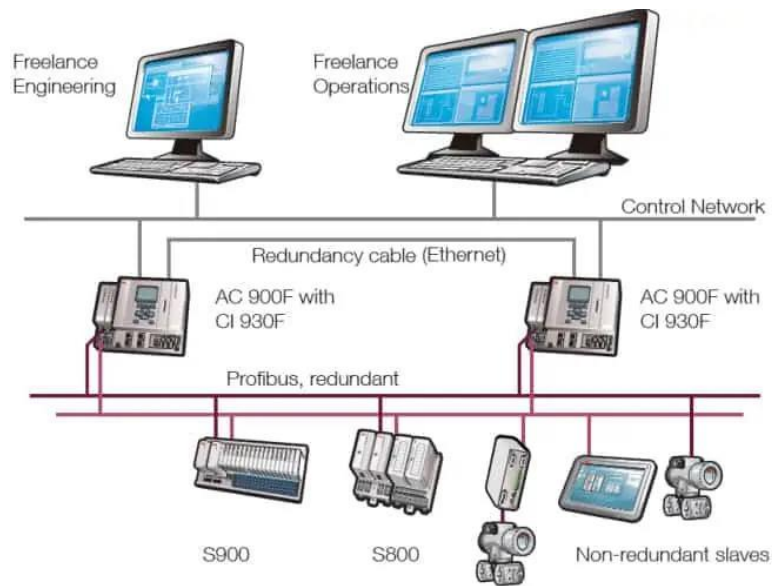 Freelance
Engineering
Freelance
Operations
Control Network
Redundancy cable (Ethernet)
AC 900F with
CI 930F
AC 900F with
CI 930F
Profibus, redundant
S900
S800
Non-redundant slaves